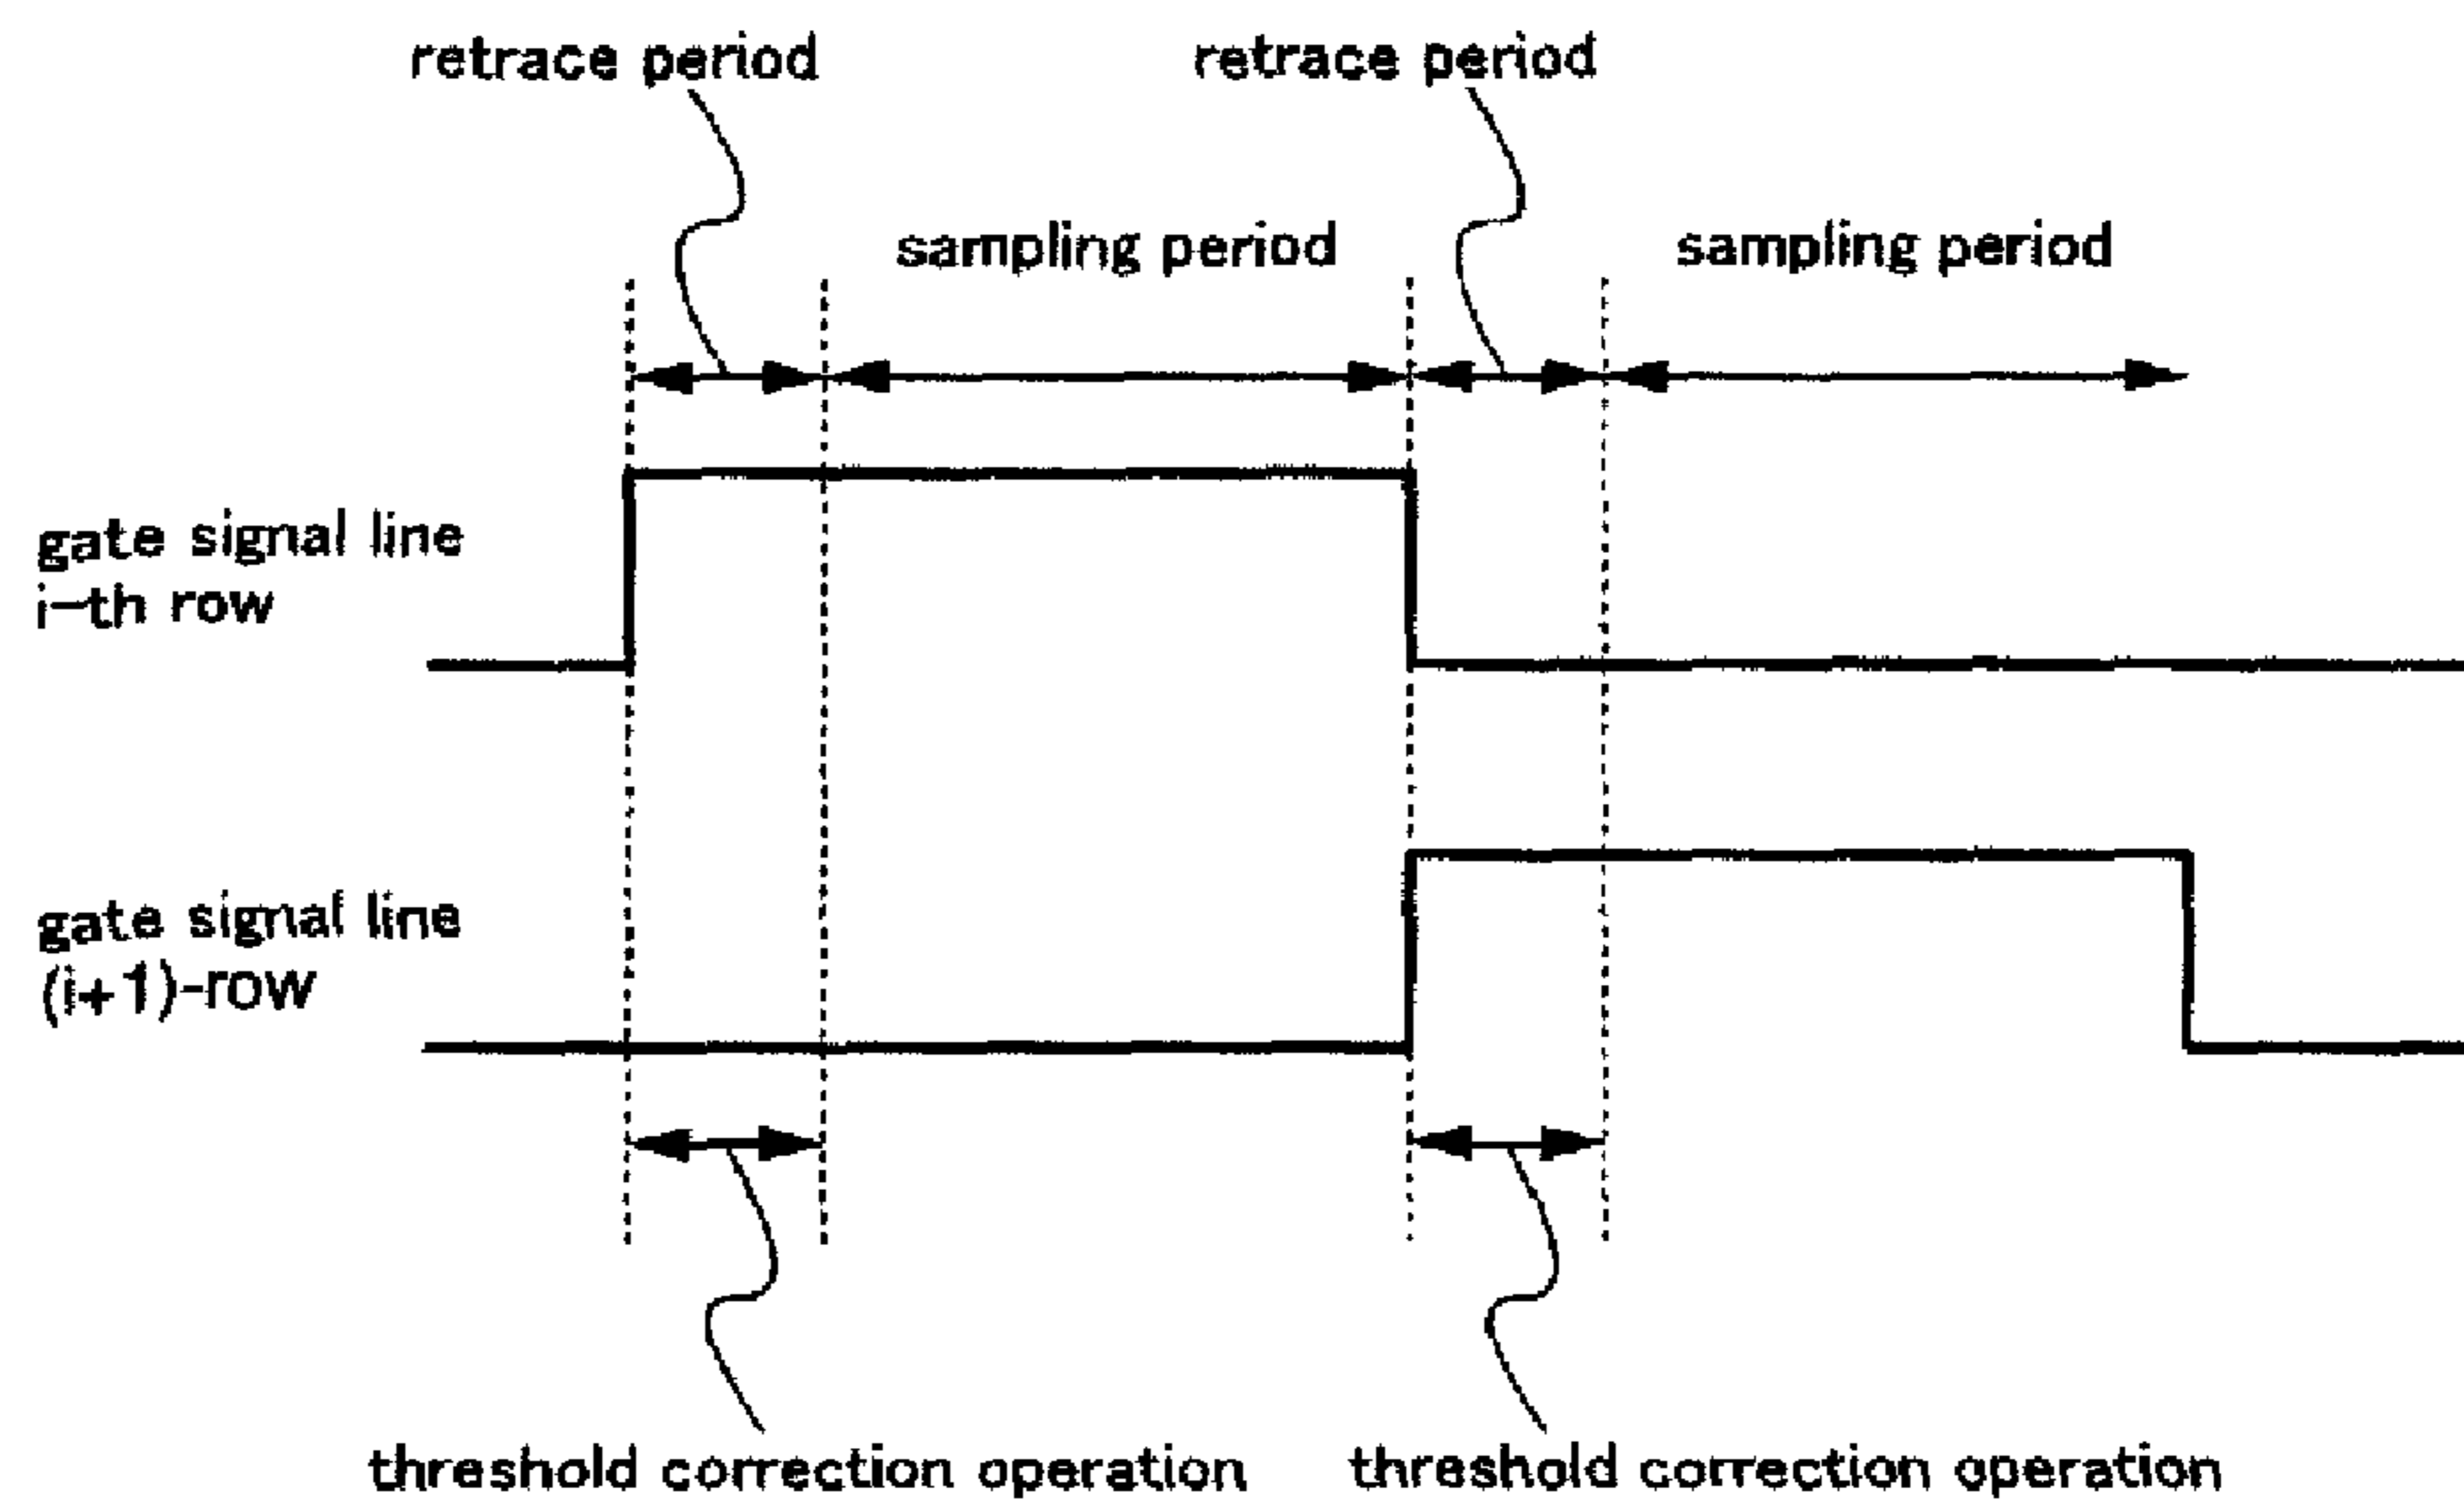 retrace period
retrace period
sampling period
sampling period
gate signal line
i-th row
gate signal line
(i+1)-row
threshold correction operation
threshold correction operation